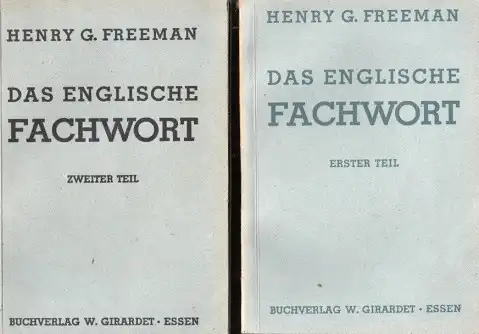 HENRY G. FREEMAN
DAS ENGLISCHE
FACHWORT
ZWEITER TEIL
BUCHVERLAG W. GIRARDET · ESSEN
HENRY G. FREEMAN
DAS ENGLISCHE
FACHWORT
ERSTER TEIL
BUCHVERLAG W. GIRARDET · ESSEN